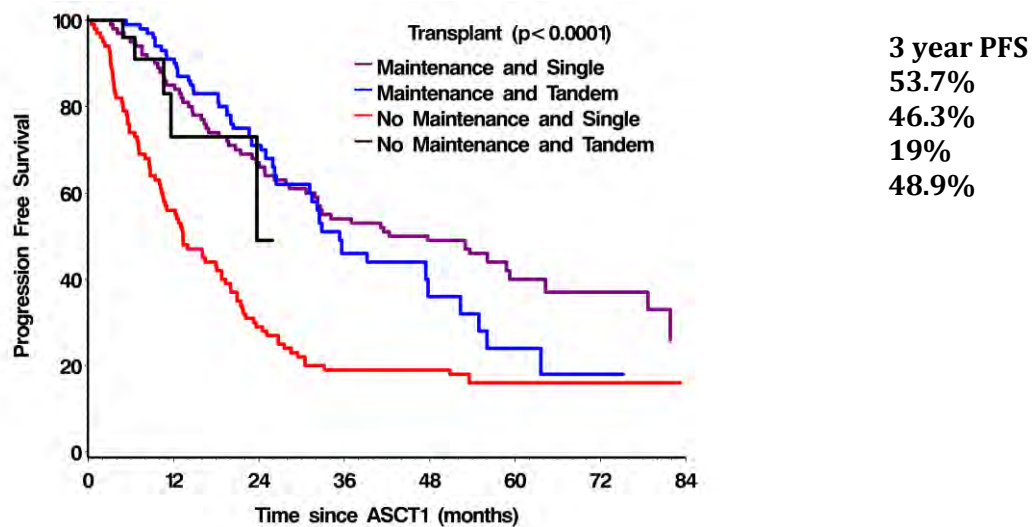 Transplant (p<0.0001)
Maintenance and Single
Maintenance and Tandem
No Maintenance and Single
No Maintenance and Tandem
3 year PFS
53.7%
46.3%
19%
48.9%
Progression Free Survival
100
80
60
40
20
0
0 12 24 36 48 60 72 84
Time since ASCT1 (months)